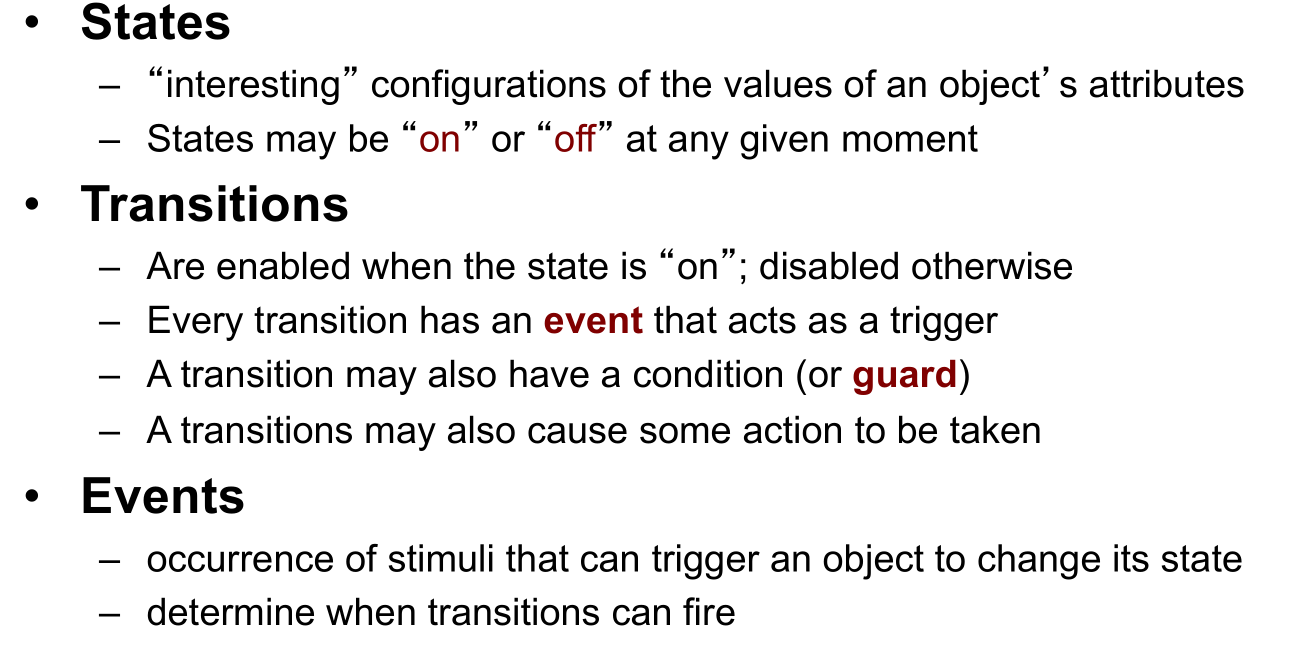 • States
– “interesting” configurations of the values of an object’s attributes
– States may be “on” or “off” at any given moment
• Transitions
– Are enabled when the state is “on”; disabled otherwise
– Every transition has an event that acts as a trigger
– A transition may also have a condition (or guard)
– A transitions may also cause some action to be taken
• Events
– occurrence of stimuli that can trigger an object to change its state
– determine when transitions can fire